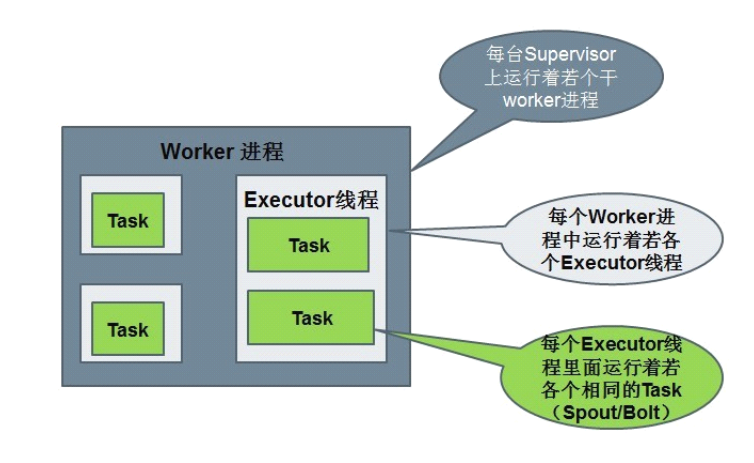 每台Supervisor
上运行着若个干
worker进程
Worker 进程
Executor线程
Task
Task
Task
Task
每个Worker进
程中运行着若各
个Executor线程
每个Executor线
程里面运行着若
各个相同的Task
（Spout/Bolt）